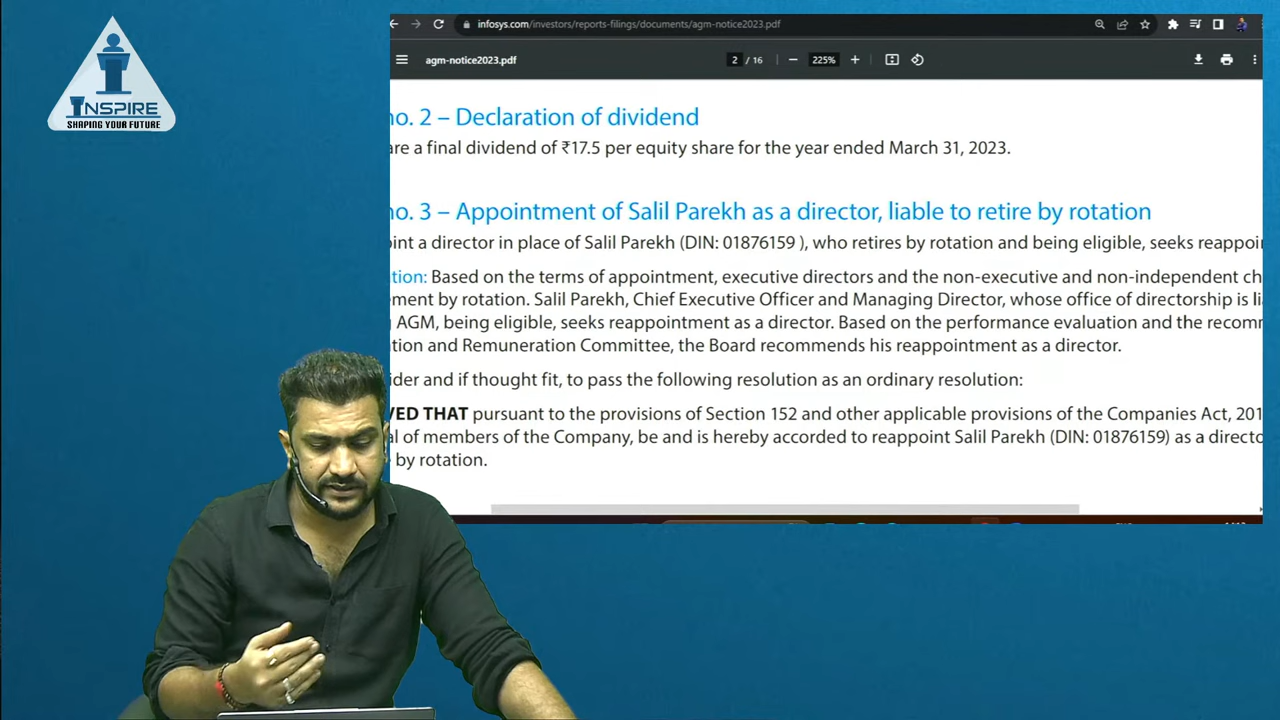 INSPIRE
SHAPING YOUR FUTURE
infosys.com/investors/reports-filings/documents/agm-notice2023.pdf
agm-notice2023.pdf
2 / 16
225%
no. 2 – Declaration of dividend
are a final dividend of ₹17.5 per equity share for the year ended March 31, 2023.
no. 3 – Appointment of Salil Parekh as a director, liable to retire by rotation
int a director in place of Salil Parekh (DIN: 01876159 ), who retires by rotation and being eligible, seeks reappoi
tion: Based on the terms of appointment, executive directors and the non-executive and non-independent ch
ment by rotation. Salil Parekh, Chief Executive Officer and Managing Director, whose office of directorship is li
AGM, being eligible, seeks reappointment as a director. Based on the performance evaluation and the recom
tion and Remuneration Committee, the Board recommends his reappointment as a director.
ider and if thought fit, to pass the following resolution as an ordinary resolution:
VED THAT pursuant to the provisions of Section 152 and other applicable provisions of the Companies Act, 201
al of members of the Company, be and is hereby accorded to reappoint Salil Parekh (DIN: 01876159) as a directo
by rotation.